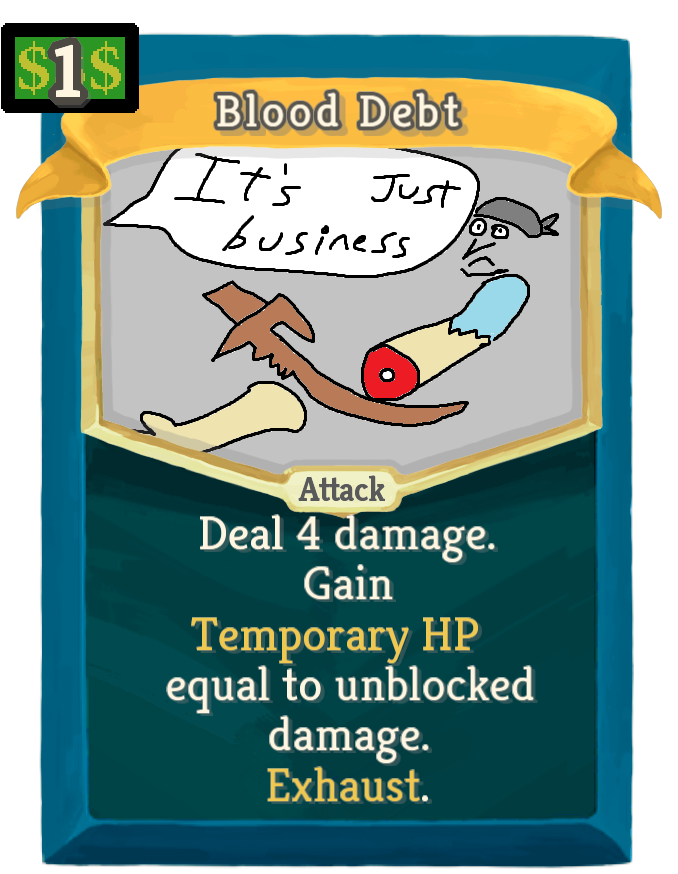 $1$
Blood Debt
It's Just
business
Attack
Deal 4 damage.
Gain
Temporary HP
equal to unblocked
damage.
Exhaust.